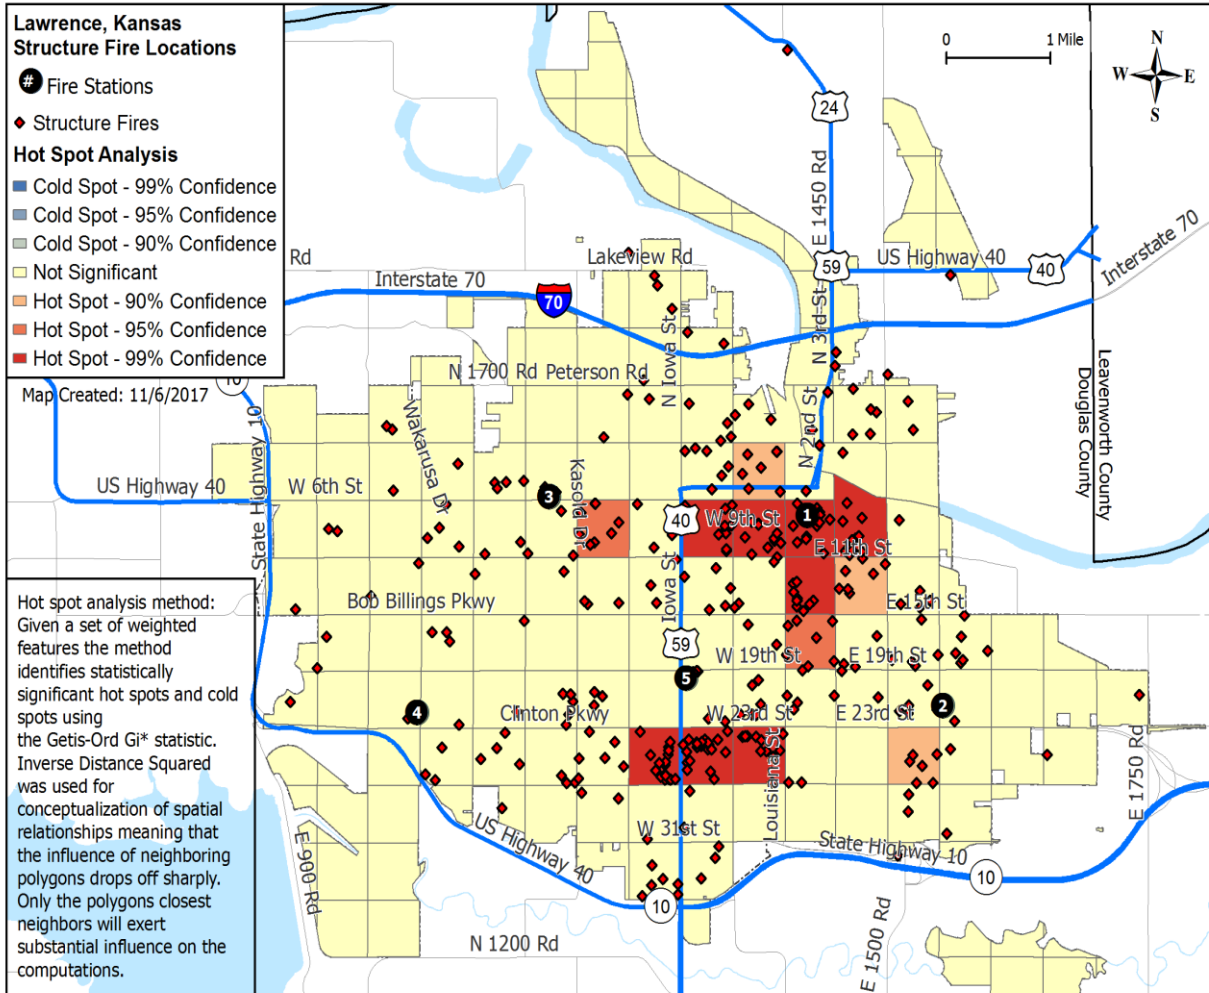 Lawrence, Kansas
Structure Fire Locations
# Fire Stations
Structure Fires
Hot Spot Analysis
Cold Spot - 99% Confidence
Cold Spot - 95% Confidence
Cold Spot - 90% Confidence
Not Significant
Hot Spot - 90% Confidence
Hot Spot - 95% Confidence
Hot Spot - 99% Confidence
Map Created: 11/6/2017
0 1 Mile
N
W E
S
24
E 1450 Rd
Rd
Lakeview Rd
59
US Highway 40
40
Interstate 70
Interstate 70
70
N 3rd St
N Iowa St
N 1700 Rd Peterson Rd
Leavenworth County
Douglas County
State Highway 10
Wakarusa Dr
Kasold Dr
N 2nd St
US Highway 40
W 6th St
3
40
W 9th St
1
E 11th St
Iowa St
Bob Billings Pkwy
E 15th St
59
W 19th St
E 19th St
5
4
Clinton Pkwy
W 23rd St
E 23rd St
2
Louisiana St
E 1750 Rd
W 31st St
US Highway 40
State Highway 10
10
10
E 900 Rd
N 1200 Rd
E 1500 Rd
Hot spot analysis method:
Given a set of weighted
features the method
identifies statistically
significant hot spots and cold
spots using
the Getis-Ord Gi* statistic.
Inverse Distance Squared
was used for
conceptualization of spatial
relationships meaning that
the influence of neighboring
polygons drops off sharply.
Only the polygons closest
neighbors will exert
substantial influence on the
computations.